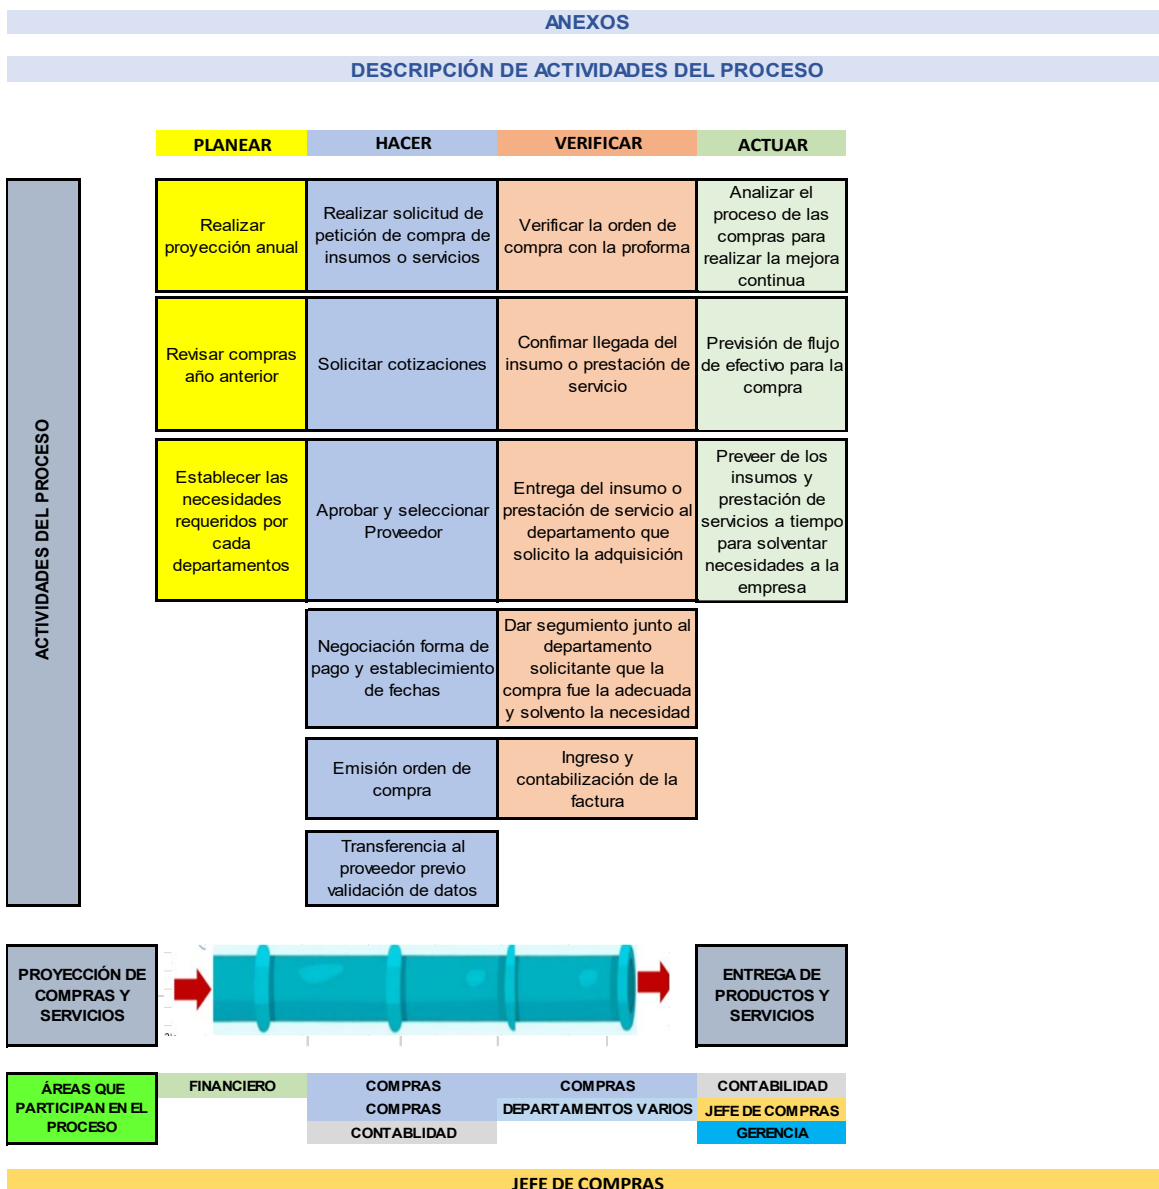 ANEXOS
DESCRIPCIÓN DE ACTIVIDADES DEL PROCESO
PLANEAR
HACER
VERIFICAR
ACTUAR
ACTIVIDADES DEL PROCESO
Realizar
proyección anual
Realizar solicitud de
petición de compra de
insumos o servicios
Verificar la orden de
compra con la proforma
Analizar el
proceso de las
compras para
realizar la mejora
continua
Revisar compras
año anterior
Solicitar cotizaciones
Confimar llegada del
insumo o prestación de
servicio
Previsión de flujo
de efectivo para la
compra
Establecer las
necesidades
requeridos por
cada
departamentos
Aprobar y seleccionar
Proveedor
Entrega del insumo o
prestación de servicio al
departamento que
solicito la adquisición
Preveer de los
insumos y
prestación de
servicios a tiempo
para solventar
necesidades a la
empresa
Negociación forma de
pago y establecimiento
de fechas
Dar segumiento junto al
departamento
solicitante que la
compra fue la adecuada
y solvento la necesidad
Emisión orden de
compra
Ingreso y
contabilización de la
factura
Transferencia al
proveedor previo
validación de datos
PROYECCIÓN DE
COMPRAS Y
SERVICIOS
ENTREGA DE
PRODUCTOS Y
SERVICIOS
ÁREAS QUE
PARTICIPAN EN EL
PROCESO
FINANCIERO
COMPRAS
COMPRAS
CONTABILIDAD
COMPRAS
DEPARTAMENTOS VARIOS
JEFE DE COMPRAS
CONTABLIDAD
GERENCIA
JEFE DE COMPRAS